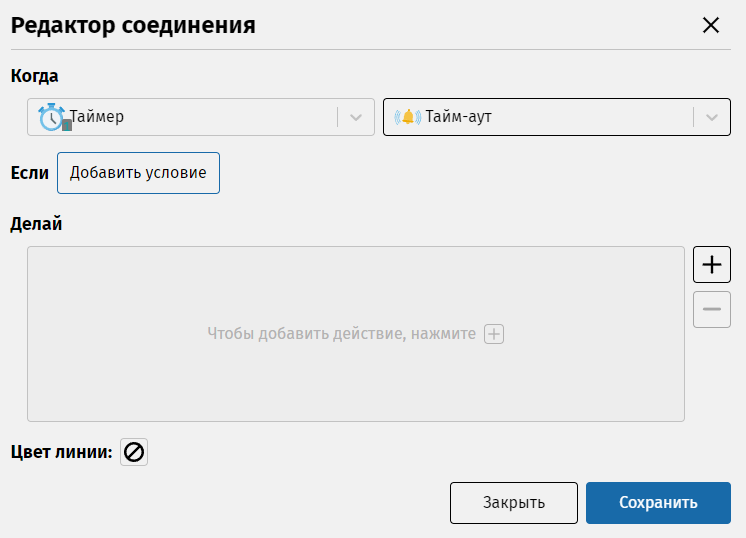 Редактор соединения
Когда
Таймер
Тайм-аут
Если
Добавить условие
Делай
Чтобы добавить действие, нажмите
Цвет линии:
Закрыть
Сохранить